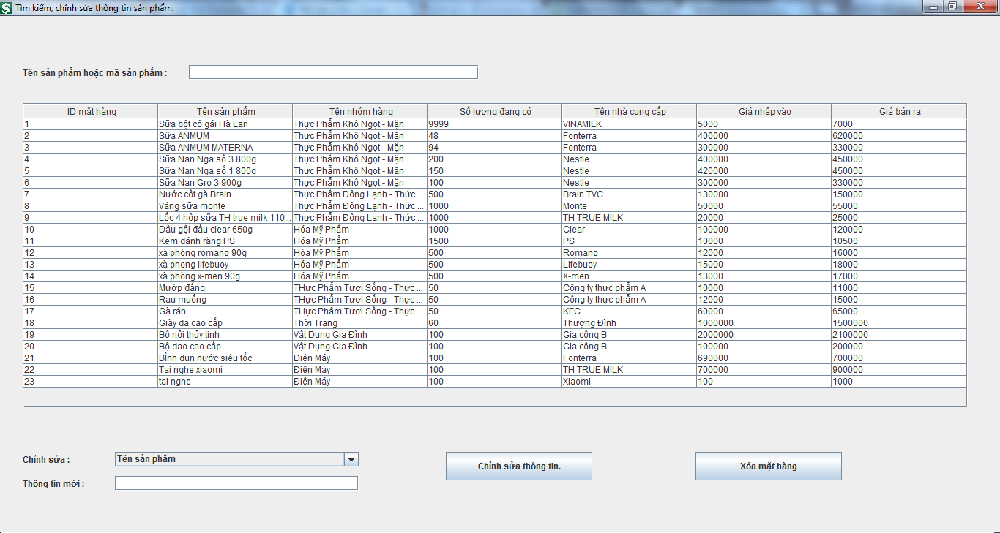 Tìm kiếm, chỉnh sửa thông tin sản phẩm.
Tên sản phẩm hoặc mã sản phẩm :
ID mặt hàng Tên sản phẩm Tên nhóm hàng Số lượng đang có Tên nhà cung cấp Giá nhập vào Giá bán ra
1 Sữa bột cô gái Hà Lan Thực Phẩm Khô Ngọt - Mặn 9999 VINAMILK 5000 7000
2 Sữa ANMUM Thực Phẩm Khô Ngọt - Mặn 48 Fonterra 400000 620000
3 Sữa ANMUM MATERNA Thực Phẩm Khô Ngọt - Mặn 94 Fonterra 300000 330000
4 Sữa Nan Nga số 3 800g Thực Phẩm Khô Ngọt - Mặn 200 Nestle 400000 450000
5 Sữa Nan Nga số 1 800g Thực Phẩm Khô Ngọt - Mặn 150 Nestle 420000 450000
6 Sữa Nan Gro 3 900g Thực Phẩm Khô Ngọt - Mặn 100 Nestle 300000 330000
7 Nước cốt gà Brain Thực Phẩm Đông Lạnh - Thức ... 500 Brain TVC 130000 150000
8 Váng sữa monte Thực Phẩm Đông Lạnh - Thức ... 1000 Monte 50000 55000
9 Lốc 4 hộp sữa TH true milk 110... Thực Phẩm Đông Lạnh - Thức ... 1000 TH TRUE MILK 20000 25000
10 Dầu gội đầu clear 650g Hóa Mỹ Phẩm 1000 Clear 100000 120000
11 Kem đánh răng PS Hóa Mỹ Phẩm 1500 PS 10000 10500
12 xà phòng romano 90g Hóa Mỹ Phẩm 500 Romano 12000 16000
13 xà phong lifebuoy Hóa Mỹ Phẩm 500 Lifebuoy 15000 18000
14 xà phòng x-men 90g Hóa Mỹ Phẩm 500 X-men 13000 17000
15 Mướp đắng THực Phẩm Tươi Sống - Thực ... 50 Công ty thực phẩm A 10000 11000
16 Rau muống THực Phẩm Tươi Sống - Thực ... 50 Công ty thực phẩm A 12000 15000
17 Gà rán THực Phẩm Tươi Sống - Thực ... 50 KFC 60000 65000
18 Giày da cao cấp Thời Trang 60 Thượng Đình 1000000 1500000
19 Bộ nồi thủy tinh Vật Dụng Gia Đình 100 Gia công B 2000000 2100000
20 Bộ dao cao cấp Vật Dụng Gia Đình 100 Gia công B 100000 200000
21 BÌnh đun nước siêu tốc Điện Máy 100 Fonterra 690000 700000
22 Tai nghe xiaomi Điện Máy 100 TH TRUE MILK 700000 900000
23 tai nghe Điện Máy 100 Xiaomi 100 1000
Chỉnh sửa : Tên sản phẩm Chỉnh sửa thông tin. Xóa mặt hàng
Thông tin mới :